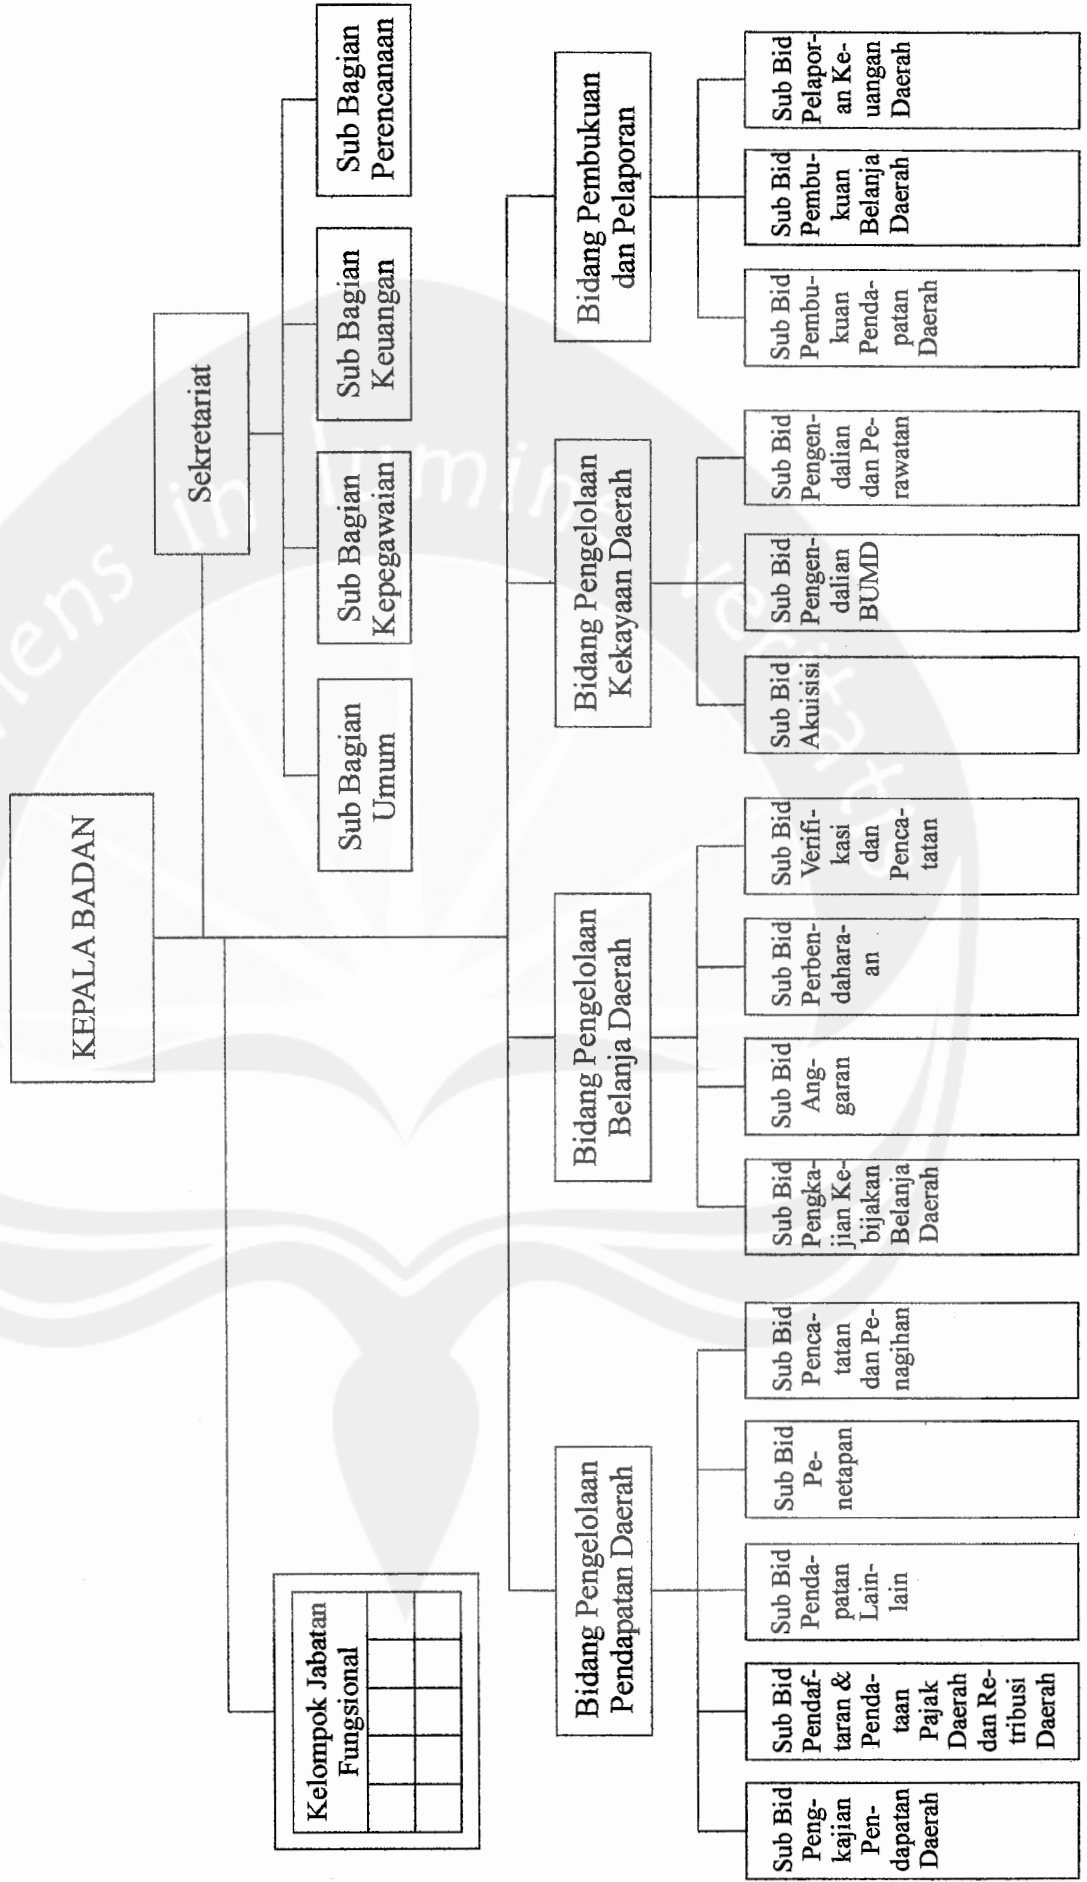 KEPALA BADAN
Sekretariat
Kelompok Jabatan
Fungsional
Sub Bagian
Umum
Sub Bagian
Kepegawaian
Sub Bagian
Keuangan
Sub Bagian
Perencanaan
Bidang Pengelolaan
Pendapatan Daerah
Bidang Pengelolaan
Belanja Daerah
Bidang Pengelolaan
Kekayaan Daerah
Bidang Pembukuan
dan Pelaporan
Sub Bid
Peng-
kajian
Pen-
dapatan
Daerah
Sub Bid
Pendaf-
taran &
Penda-
taan
Pajak
Daerah
dan Re-
tribusi
Daerah
Sub Bid
Penda-
patan
Lain-
lain
Sub Bid
Pe-
netapan
Sub Bid
Penca-
tatan
dan Pe-
nagihan
Sub Bid
Pengka-
jian Ke-
bijakan
Belanja
Daerah
Sub Bid
Ang-
garan
Sub Bid
Perben-
dahara-
an
Sub Bid
Verifi-
kasi
dan
Penca-
tatan
Sub Bid
Akuisisi
Sub Bid
Pengen-
dalian
BUMD
Sub Bid
Pengen-
dalian
dan Pe-
rawatan
Sub Bid
Pembu-
kuan
Penda-
patan
Daerah
Sub Bid
Pembu-
kuan
Belanja
Daerah
Sub Bid
Pelapor-
an Ke-
uangan
Daerah
in lumine veritatis